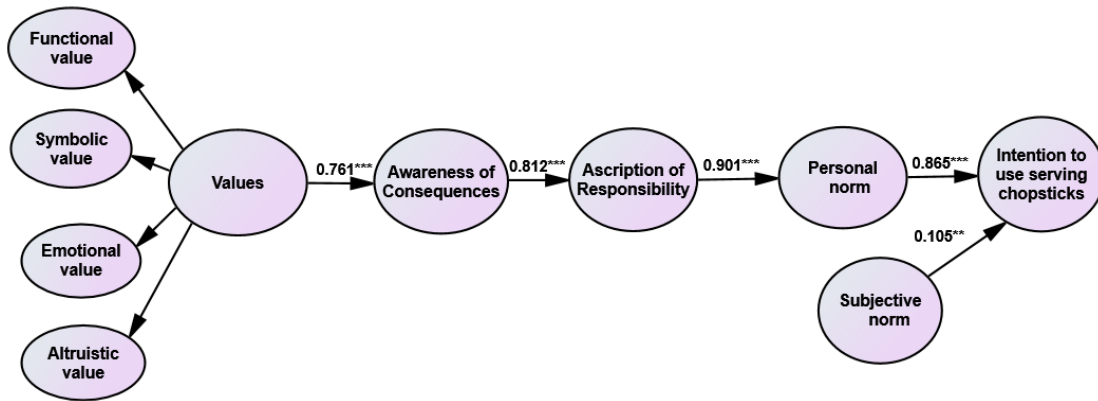 Functional
value
Symbolic
value
Emotional
value
Altruistic
value
Values
0.761***
Awareness of
Consequences
0.812***
Ascription of
Responsibility
0.901***
Personal
norm
0.865***
Intention to
use serving
chopsticks
0.105**
Subjective
norm